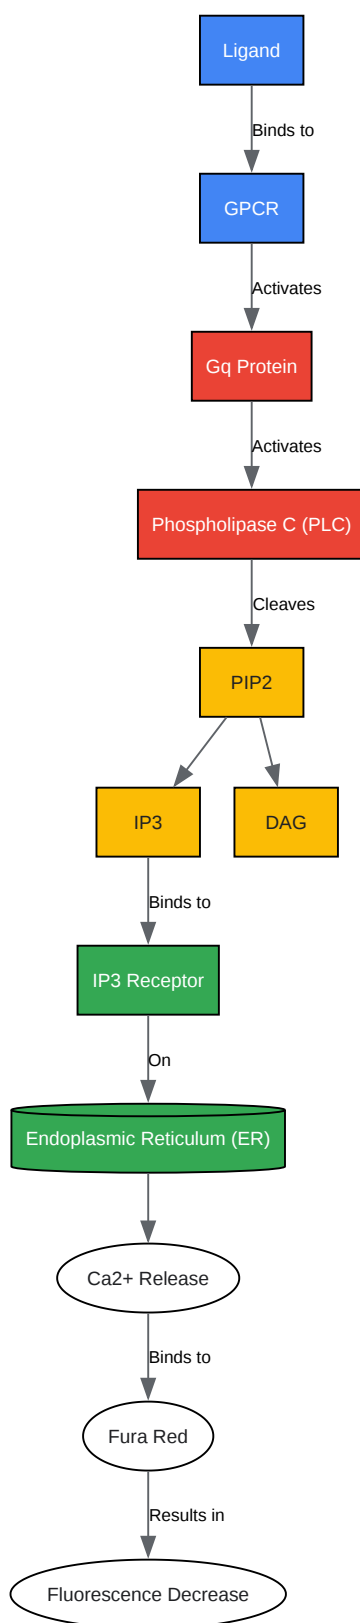 Ligand
Binds to
GPCR
Activates
Gq Protein
Activates
Phospholipase C (PLC)
Cleaves
PIP2
IP3
DAG
Binds to
IP3 Receptor
On
Endoplasmic Reticulum (ER)
Ca2+ Release
Binds to
Fura Red
Results in
Fluorescence Decrease